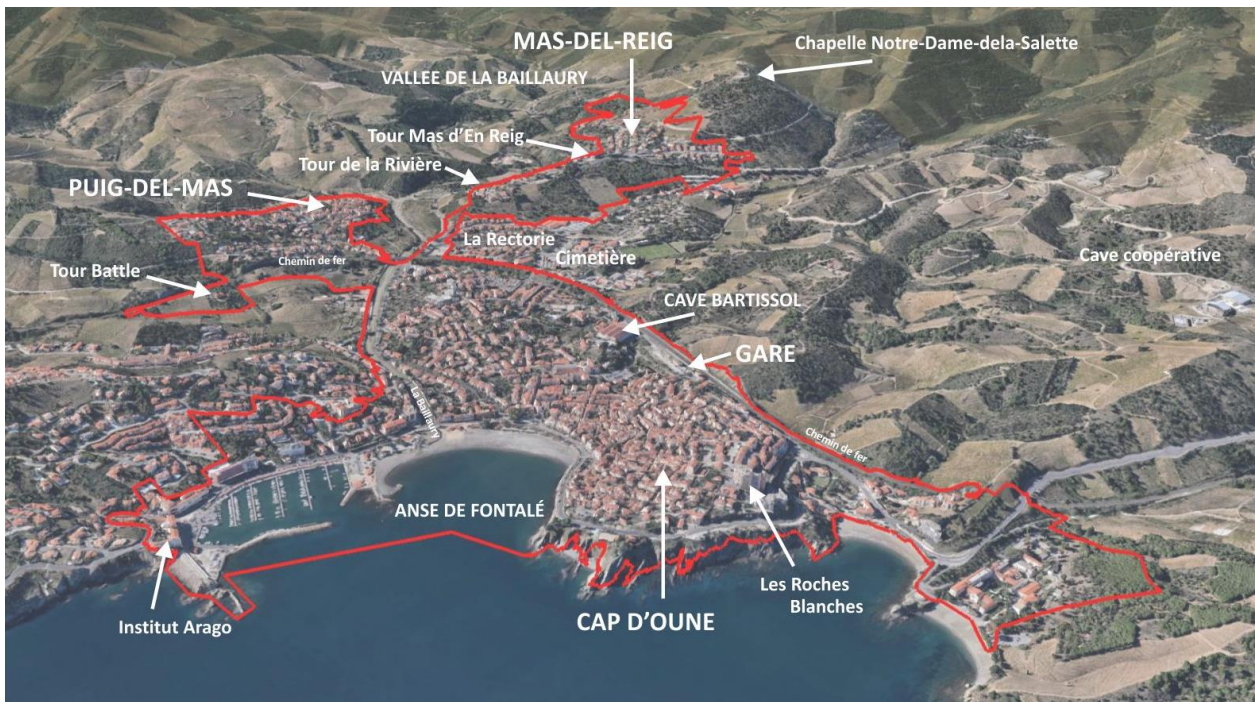 MAS-DEL-REIG
Chapelle Notre-Dame-dela-Salette
VALLEE DE LA BAILLAURY
Tour Mas d'En Reig
Tour de la Rivière
PUIG-DEL-MAS
La Rectorie
Chemin de fer
Cimetière
Cave coopérative
Tour Battle
CAVE BARTISSOL
GARE
La Baillaury
Chemin de fer
ANSE DE FONTALÉ
Les Roches
Blanches
CAP D'OUNE
Institut Arago